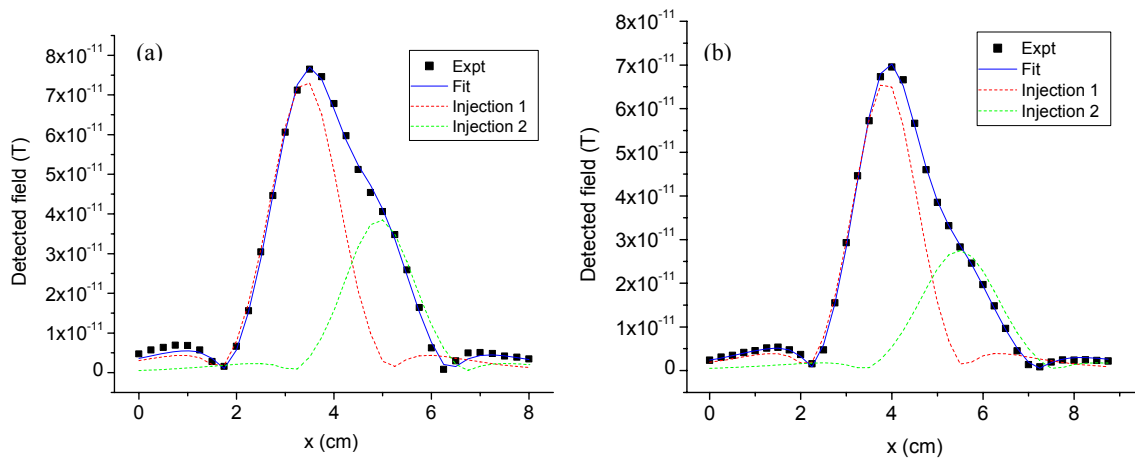 (a)
Expt
Fit
Injection 1
Injection 2
8x10⁻¹¹
7x10⁻¹¹
6x10⁻¹¹
5x10⁻¹¹
4x10⁻¹¹
3x10⁻¹¹
2x10⁻¹¹
1x10⁻¹¹
0
Detected field (T)
0 2 4 6 8
x (cm)
(b)
Expt
Fit
Injection 1
Injection 2
8x10⁻¹¹
7x10⁻¹¹
6x10⁻¹¹
5x10⁻¹¹
4x10⁻¹¹
3x10⁻¹¹
2x10⁻¹¹
1x10⁻¹¹
0
Detected field (T)
0 2 4 6 8
x (cm)